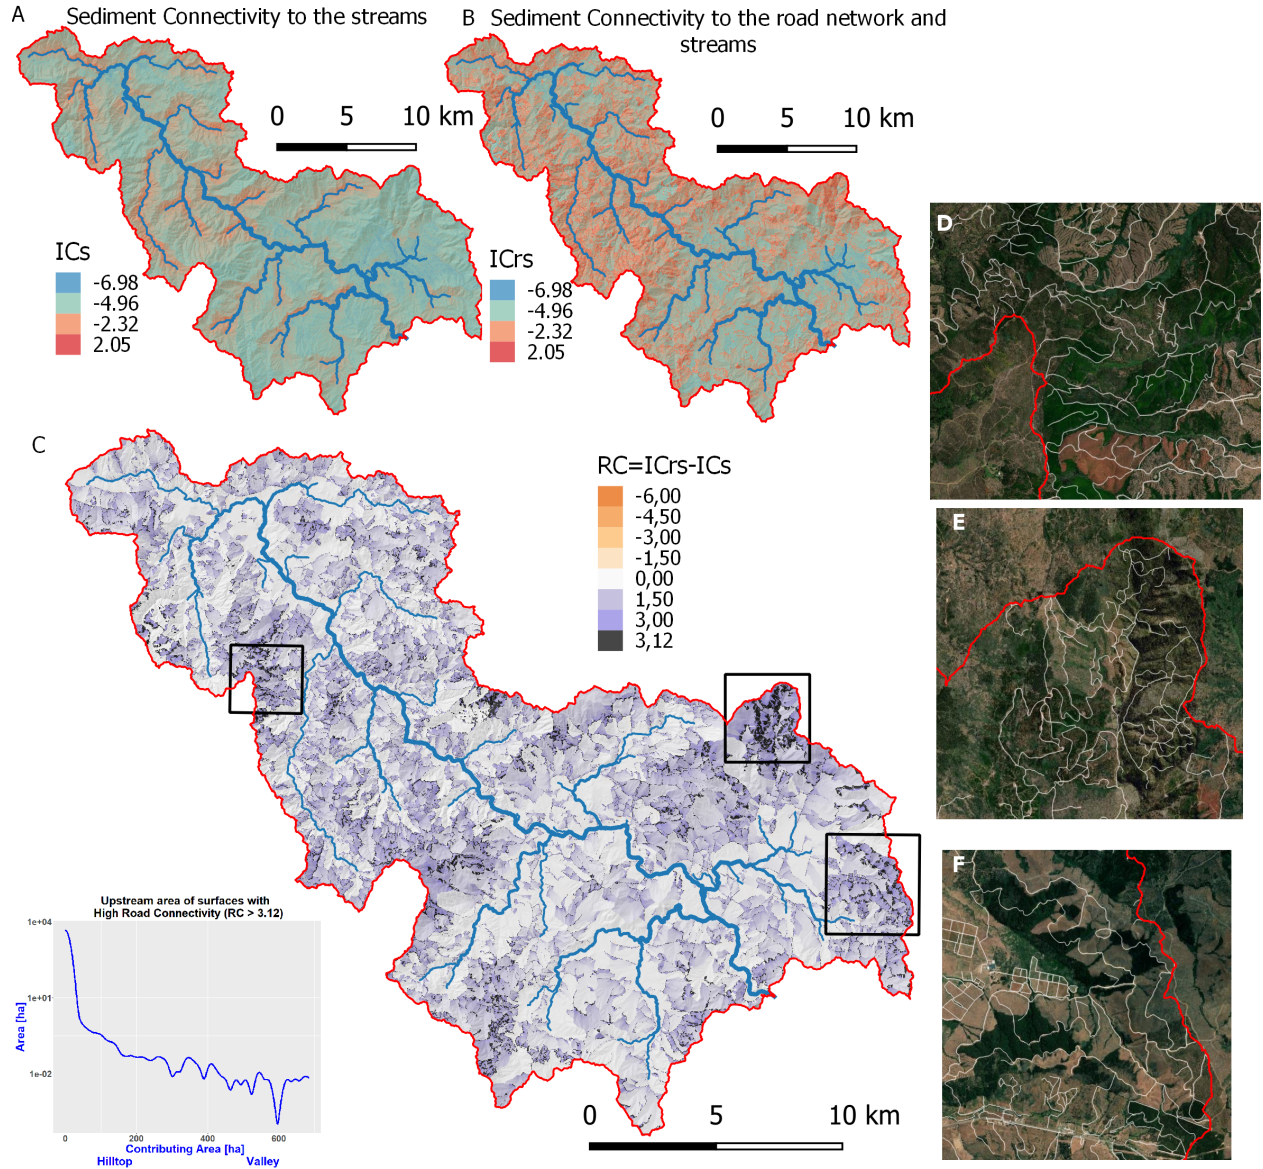 A
Sediment Connectivity to the streams
B
Sediment Connectivity to the road network and
streams
0 5 10 km
0 5 10 km
ICs
-6.98
-4.96
-2.32
2.05
ICrs
-6.98
-4.96
-2.32
2.05
D
C
RC=ICrs-ICs
-6,00
-4,50
-3,00
-1,50
0,00
1,50
3,00
3,12
E
F
Upstream area of surfaces with
High Road Connectivity (RC > 3.12)
1e+04
1e+01
1e-02
Area [ha]
0 200 400 600
Contributing Area [ha]
Hilltop Valley
0 5 10 km